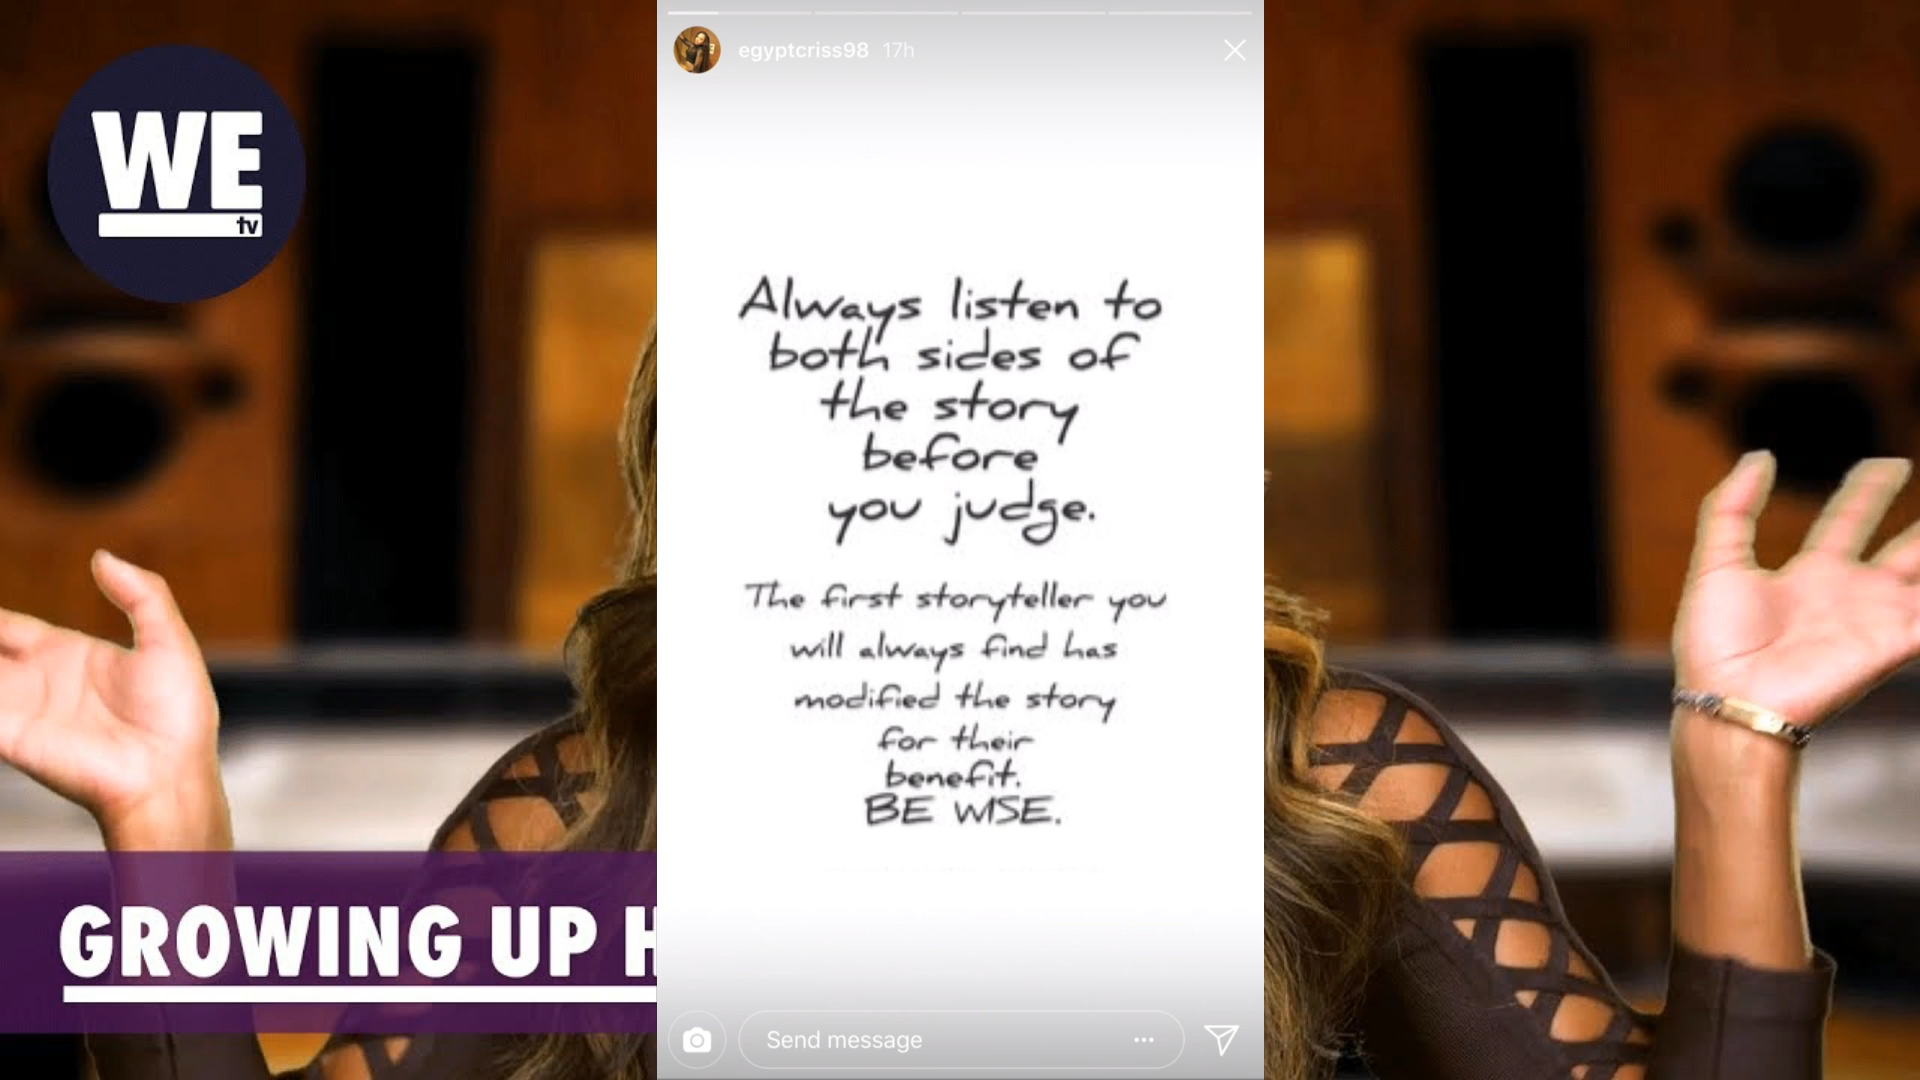 WE
tv
egyptcriss98 17h
Always listen to
both sides of
the story
before
you judge.
The first storyteller you
will always find has
modified the story
for their
benefit.
BE WISE.
GROWING UP H
Send message